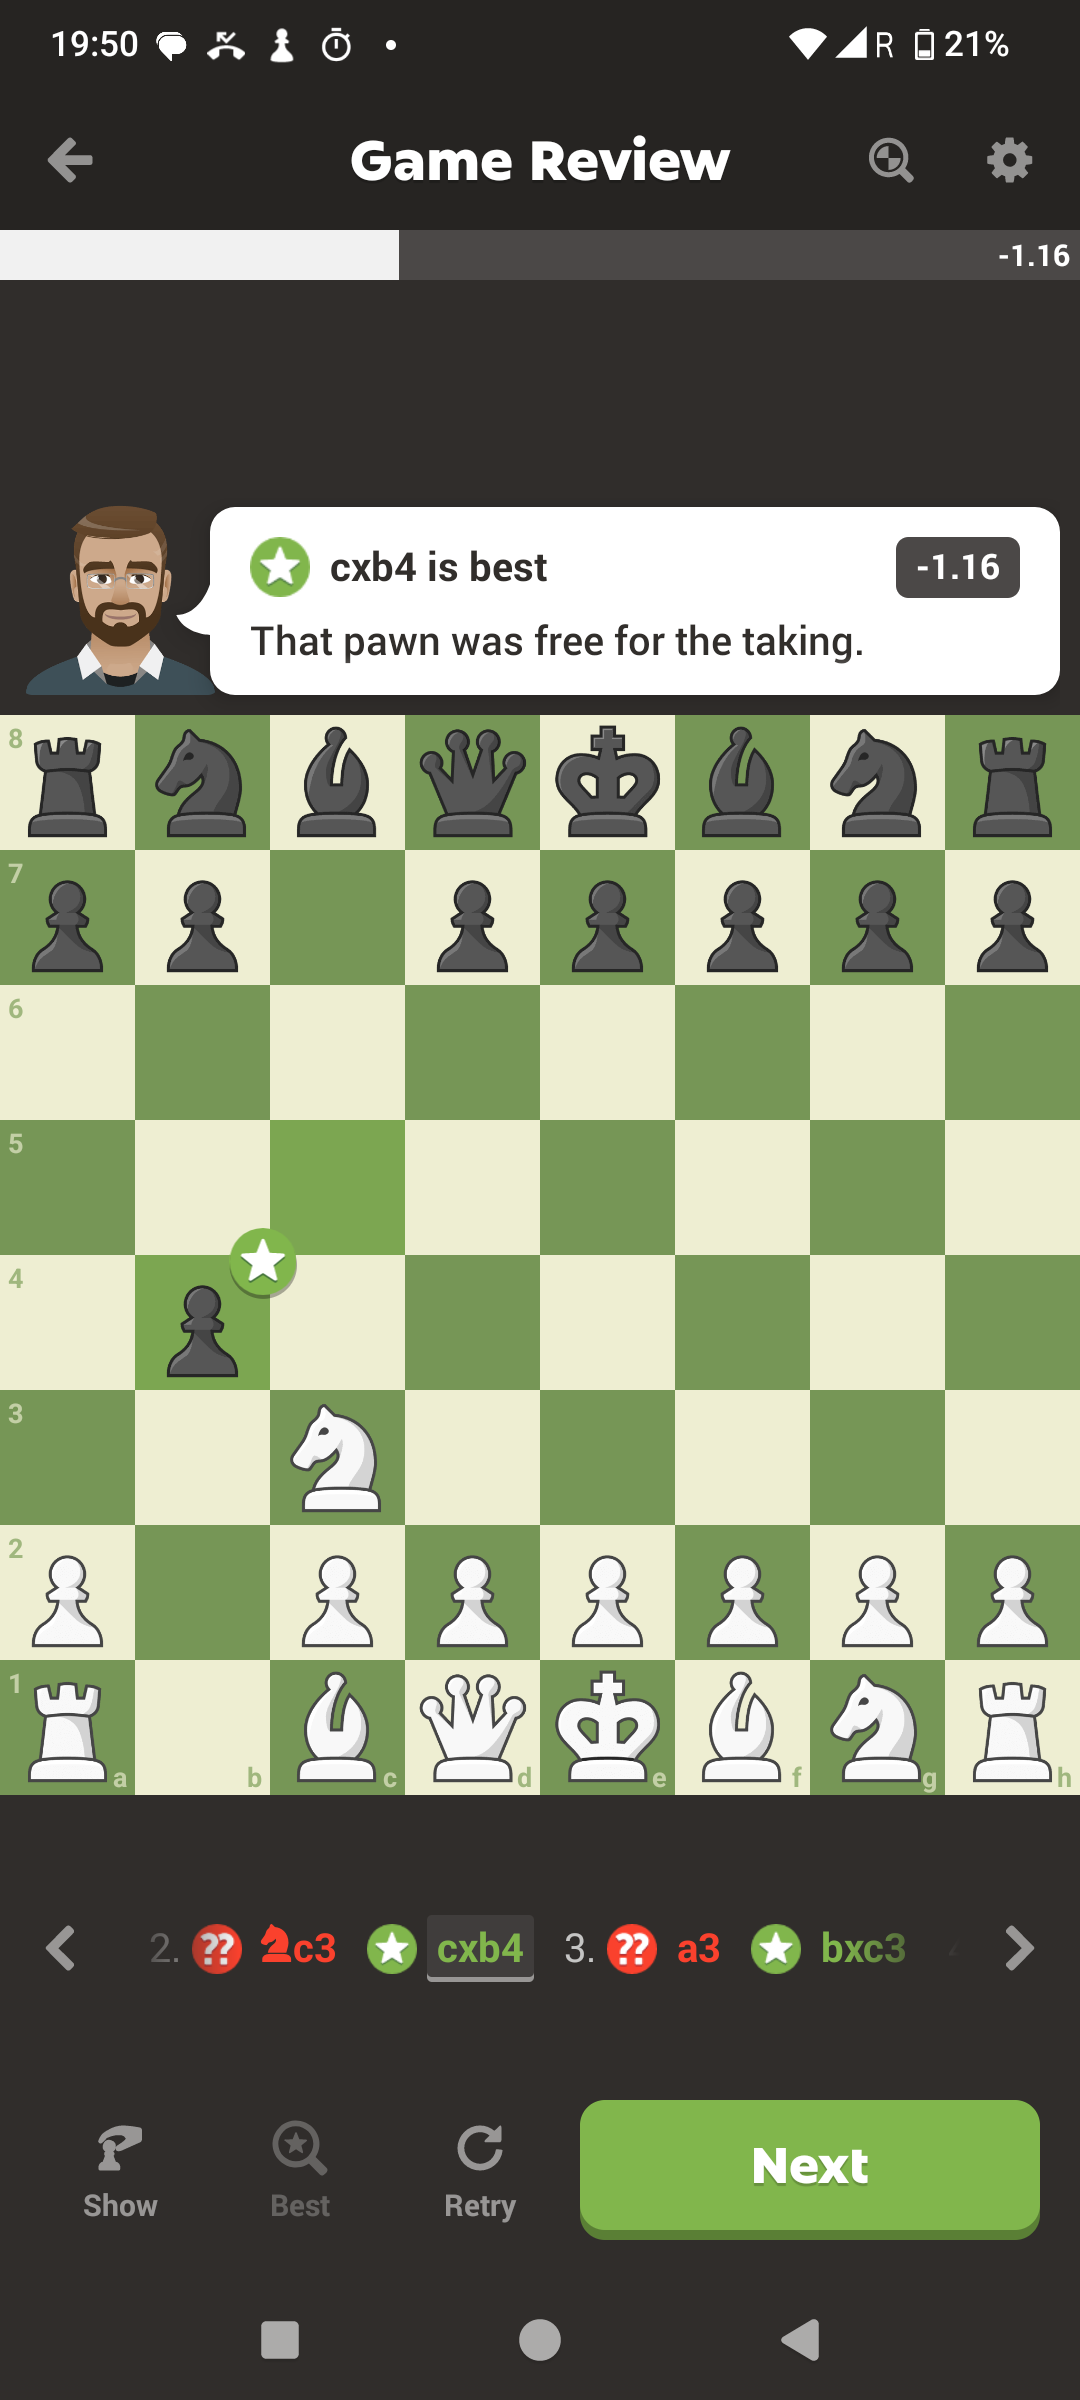 19:50 R 21%
Game Review
-1.16
cxb4 is best -1.16
That pawn was free for the taking.
8
7
6
5
4
3
2
1
a b c d e f g h
2. ?? c3 cxb4 3. ?? a3 bxc3
Show Best Retry Next